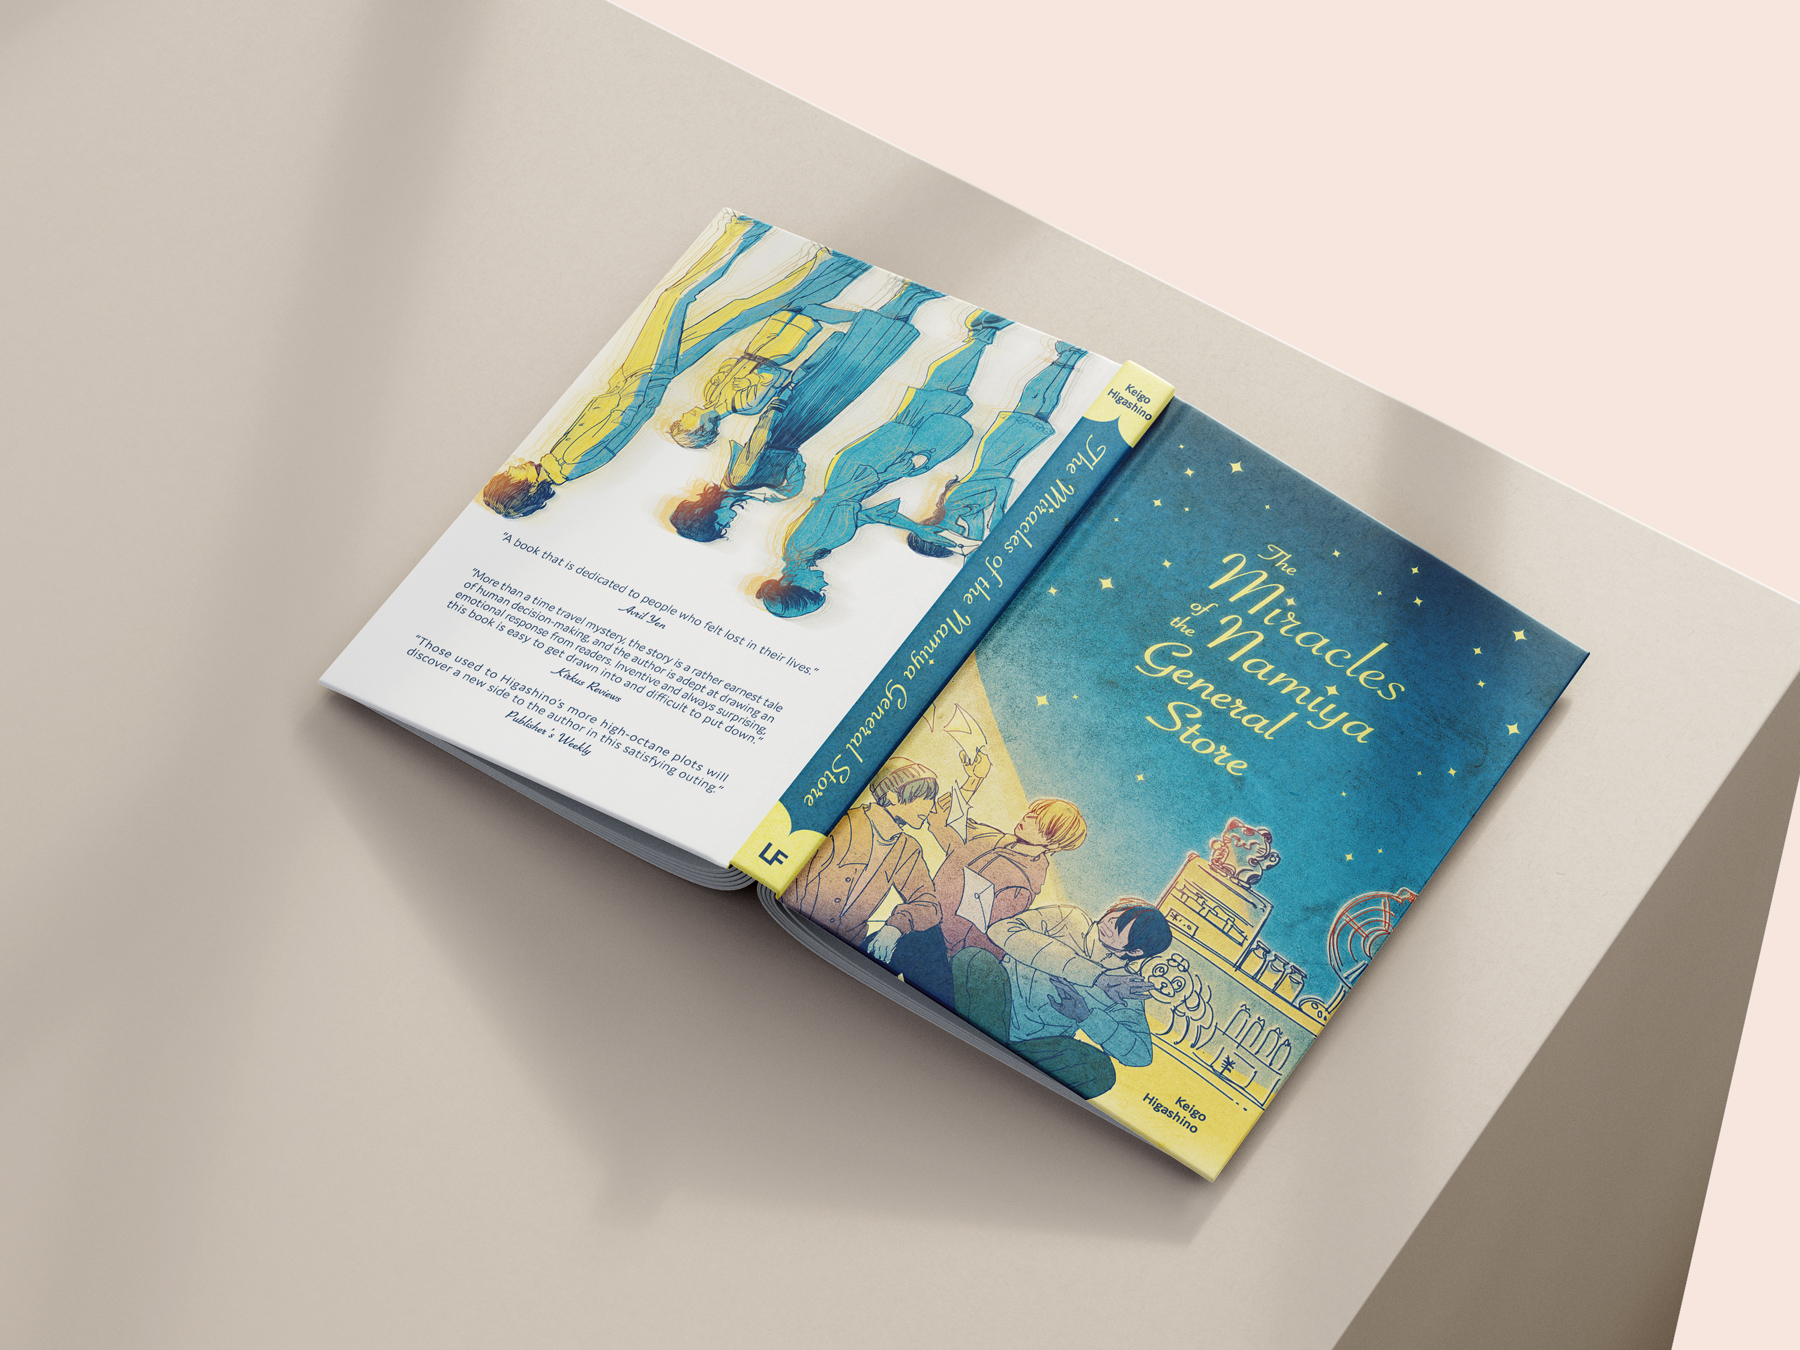 "A book that is dedicated to people who felt lost in their lives."
Avril Yen
"More than a time travel mystery, the story is a rather earnest tale
of human decision-making, and the author is adept at drawing an
emotional response from readers. Inventive and always surprising,
this book is easy to get drawn into and difficult to put down."
Kirkus Reviews
"Those used to Higashino's more high-octane plots will
discover a new side to the author in this satisfying outing."
Publisher's Weekly
Keigo
Higashino
The Miracles of the Namiya General Store
LF
The
Miracles
of
the
Namiya
General
Store
¥
Keigo
Higashino